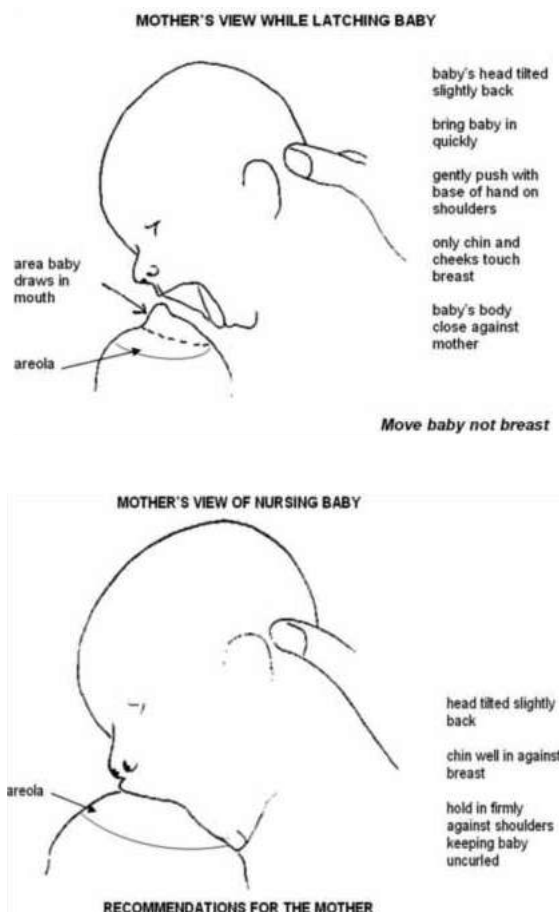 MOTHER'S VIEW WHILE LATCHING BABY
baby's head tilted
slightly back
bring baby in
quickly
gently push with
base of hand on
shoulders
only chin and
cheeks touch
breast
baby's body
close against
mother
area baby
draws in
mouth
areola
Move baby not breast
MOTHER'S VIEW OF NURSING BABY
head tilted slightly
back
chin well in against
breast
hold in firmly
against shoulders
keeping baby
uncurled
areola
RECOMMENDATIONS FOR THE MOTHER